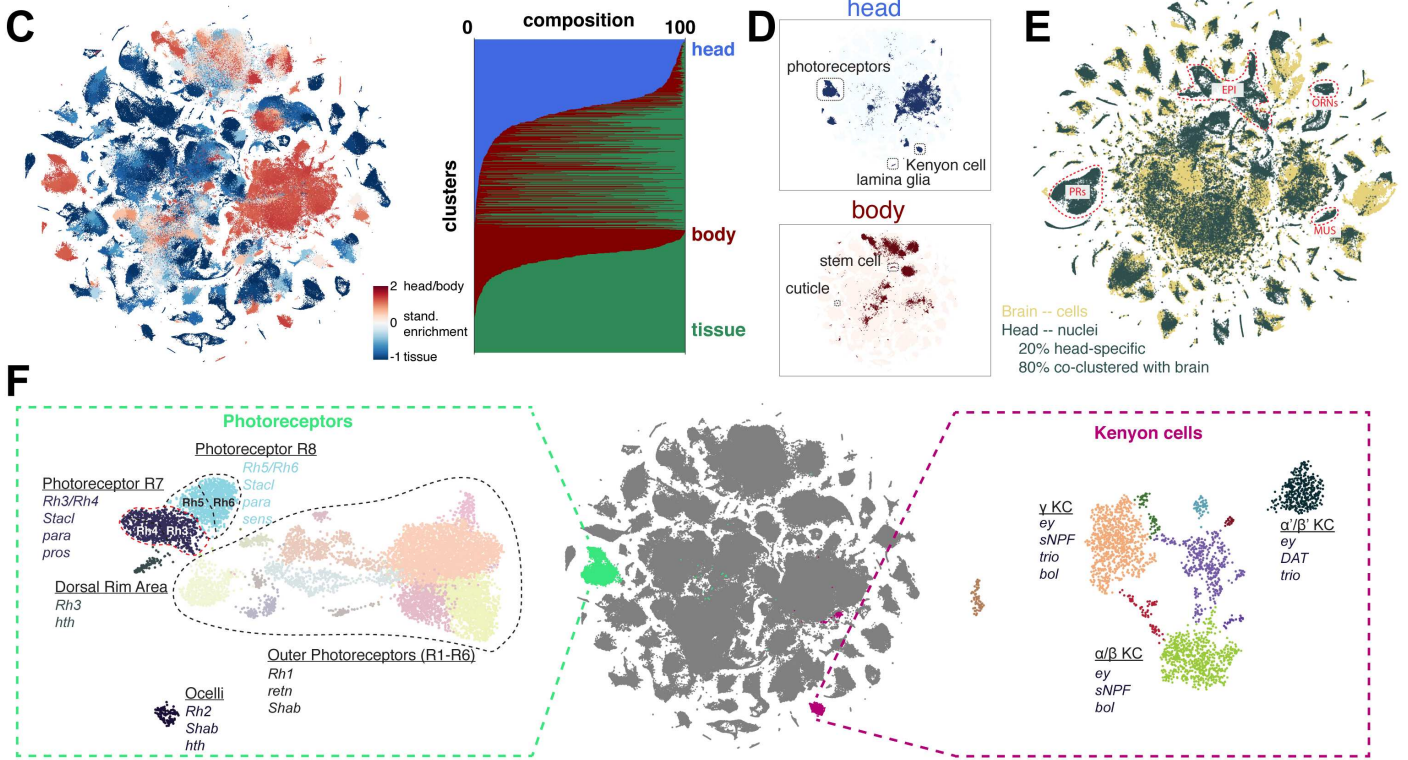 C
composition
0
100
head
clusters
body
tissue
2 head/body
0 stand.
enrichment
-1 tissue
D
head
photoreceptors
Kenyon cell
lamina glia
body
stem cell
cuticle
E
EPI
ORNs
PRs
MUS
Brain -- cells
Head -- nuclei
20% head-specific
80% co-clustered with brain
F
Photoreceptors
Photoreceptor R8
Rh5/Rh6
Stacl
para
sens
Photoreceptor R7
Rh3/Rh4
Stacl
para
pros
Rh5 Rh6
Rh4 Rh3
Dorsal Rim Area
Rh3
hth
Outer Photoreceptors (R1-R6)
Rh1
retn
Shab
Ocelli
Rh2
Shab
hth
Kenyon cells
γ KC
ey
sNPF
trio
bol
α’/β’ KC
ey
DAT
trio
α/β KC
ey
sNPF
bol